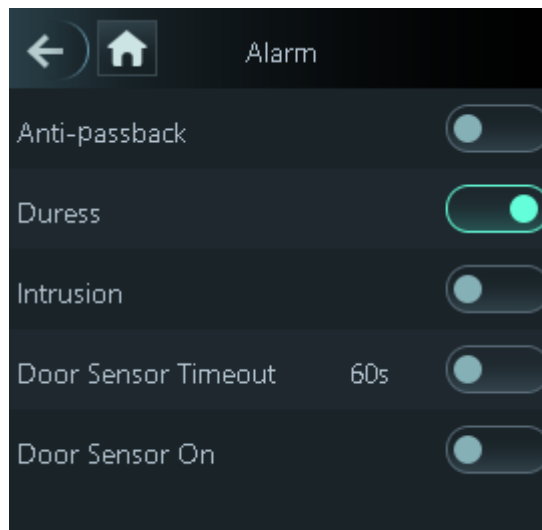 Alarm
Anti-passback
Duress
Intrusion
Door Sensor Timeout 60s
Door Sensor On